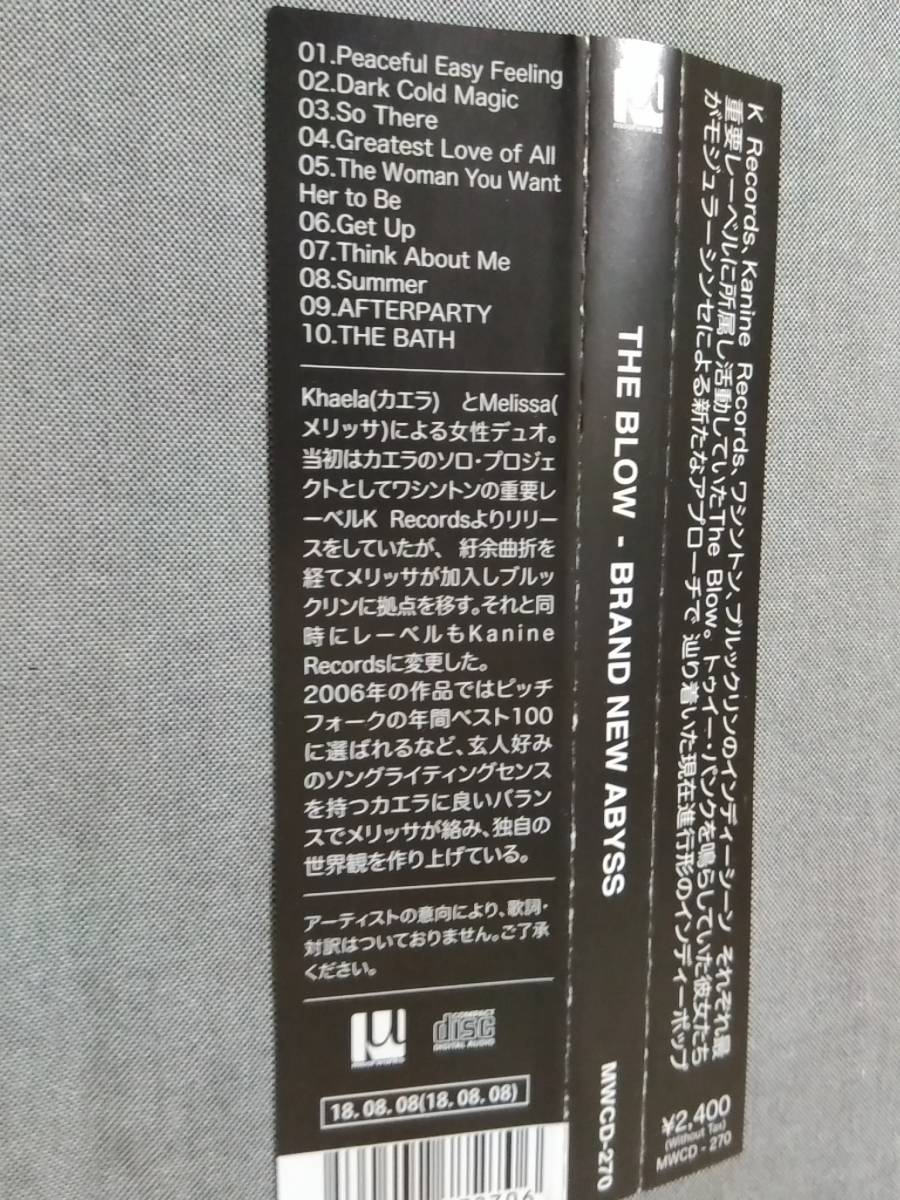 01.Peaceful Easy Feeling
02.Dark Cold Magic
03.So There
04.Greatest Love of All
05.The Woman You Want
Her to Be
06.Get Up
07.Think About Me
08.Summer
09.AFTERPARTY
10.THE BATH
Khaela(カエラ) とMelissa(
メリッサ)による女性デュオ。
当初はカエラのソロ・プロジェ
クトとしてワシントンの重要レ
ーベルK Recordsよりリリー
スをしていたが、紆余曲折を
経てメリッサが加入しブルッ
クリンに拠点を移す。それと同
時にレーベルもKanine
Recordsに変更した。
2006年の作品ではピッチ
フォークの年間ベスト100
に選ばれるなど、玄人好み
のソングライティングセンス
を持つカエラに良いバラン
スでメリッサが絡み、独自の
世界観を作り上げている。
アーティストの意向により、歌詞・
対訳はついておりません。ご了承
ください。
μ
COMPACT
disc
DIGITAL AUDIO
18.08.08(18.08.08)
μ
THE BLOW - BRAND NEW ABYSS
MWCD-270
K Records、Kanine Records、ワシントン、ブルックリンのインディーシーン それぞれ最
重要レーベルに所属し活動していたThe Blow。トゥイー・パンクを鳴らしていた彼女たち
がモジュラーシンセによる新たなアプローチで 辿り着いた現在進行形のインディーポップ
¥2,400
(Without Tax)
MWCD - 270